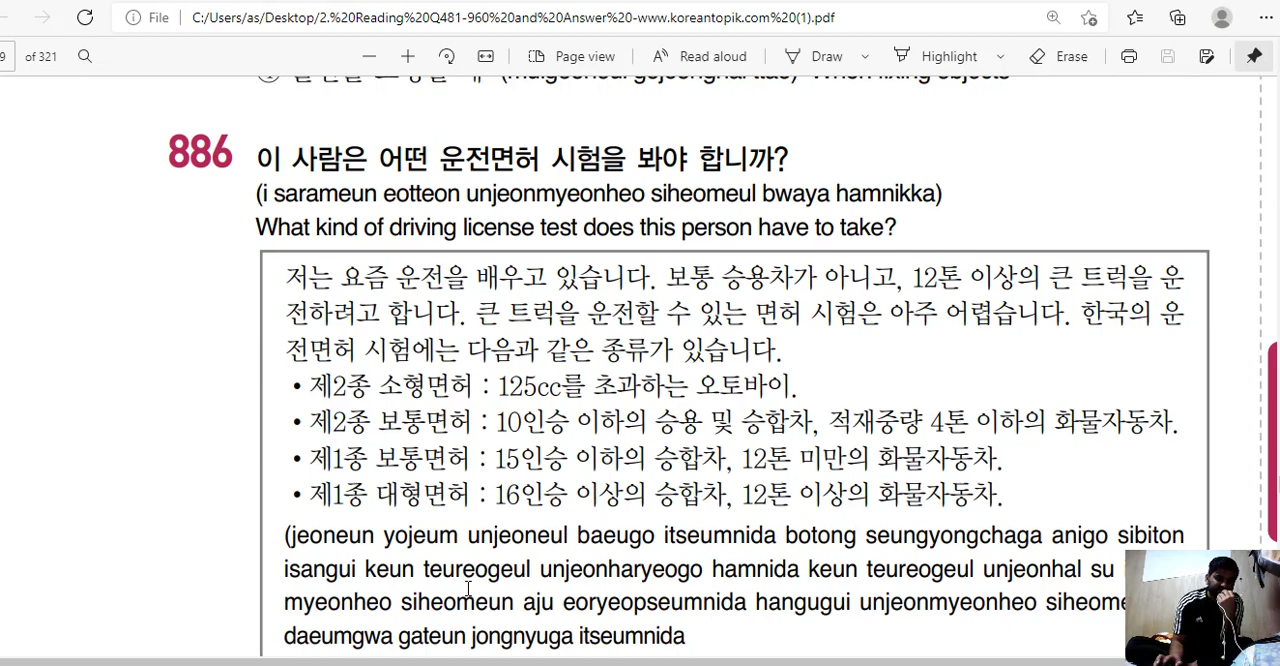 File C:/Users/as/Desktop/2.%20Reading%20Q481-960%20and%20Answer%20-www.koreantopik.com%20(1).pdf
9 of 321 Page view Read aloud Draw Highlight Erase
When fixing objects
886 이 사람은 어떤 운전면허 시험을 봐야 합니까?
(i sarameun eotteon unjeonmyeonheo siheomeul bwaya hamnikka)
What kind of driving license test does this person have to take?
저는 요즘 운전을 배우고 있습니다. 보통 승용차가 아니고, 12톤 이상의 큰 트럭을 운
전하려고 합니다. 큰 트럭을 운전할 수 있는 면허 시험은 아주 어렵습니다. 한국의 운
전면허 시험에는 다음과 같은 종류가 있습니다.
• 제2종 소형면허 : 125cc를 초과하는 오토바이.
• 제2종 보통면허 : 10인승 이하의 승용 및 승합차, 적재중량 4톤 이하의 화물자동차.
• 제1종 보통면허 : 15인승 이하의 승합차, 12톤 미만의 화물자동차.
• 제1종 대형면허 : 16인승 이상의 승합차, 12톤 이상의 화물자동차.
(jeoneun yojeum unjeoneul baeugo itseumnida botong seungyongchaga anigo sibiton
isangui keun teureogeul unjeonharyeogo hamnida keun teureogeul unjeonhal su
myeonheo siheomeun aju eoryeopseumnida hangugui unjeonmyeonheo
daeumgwa gateun jongnyuga itseumnida